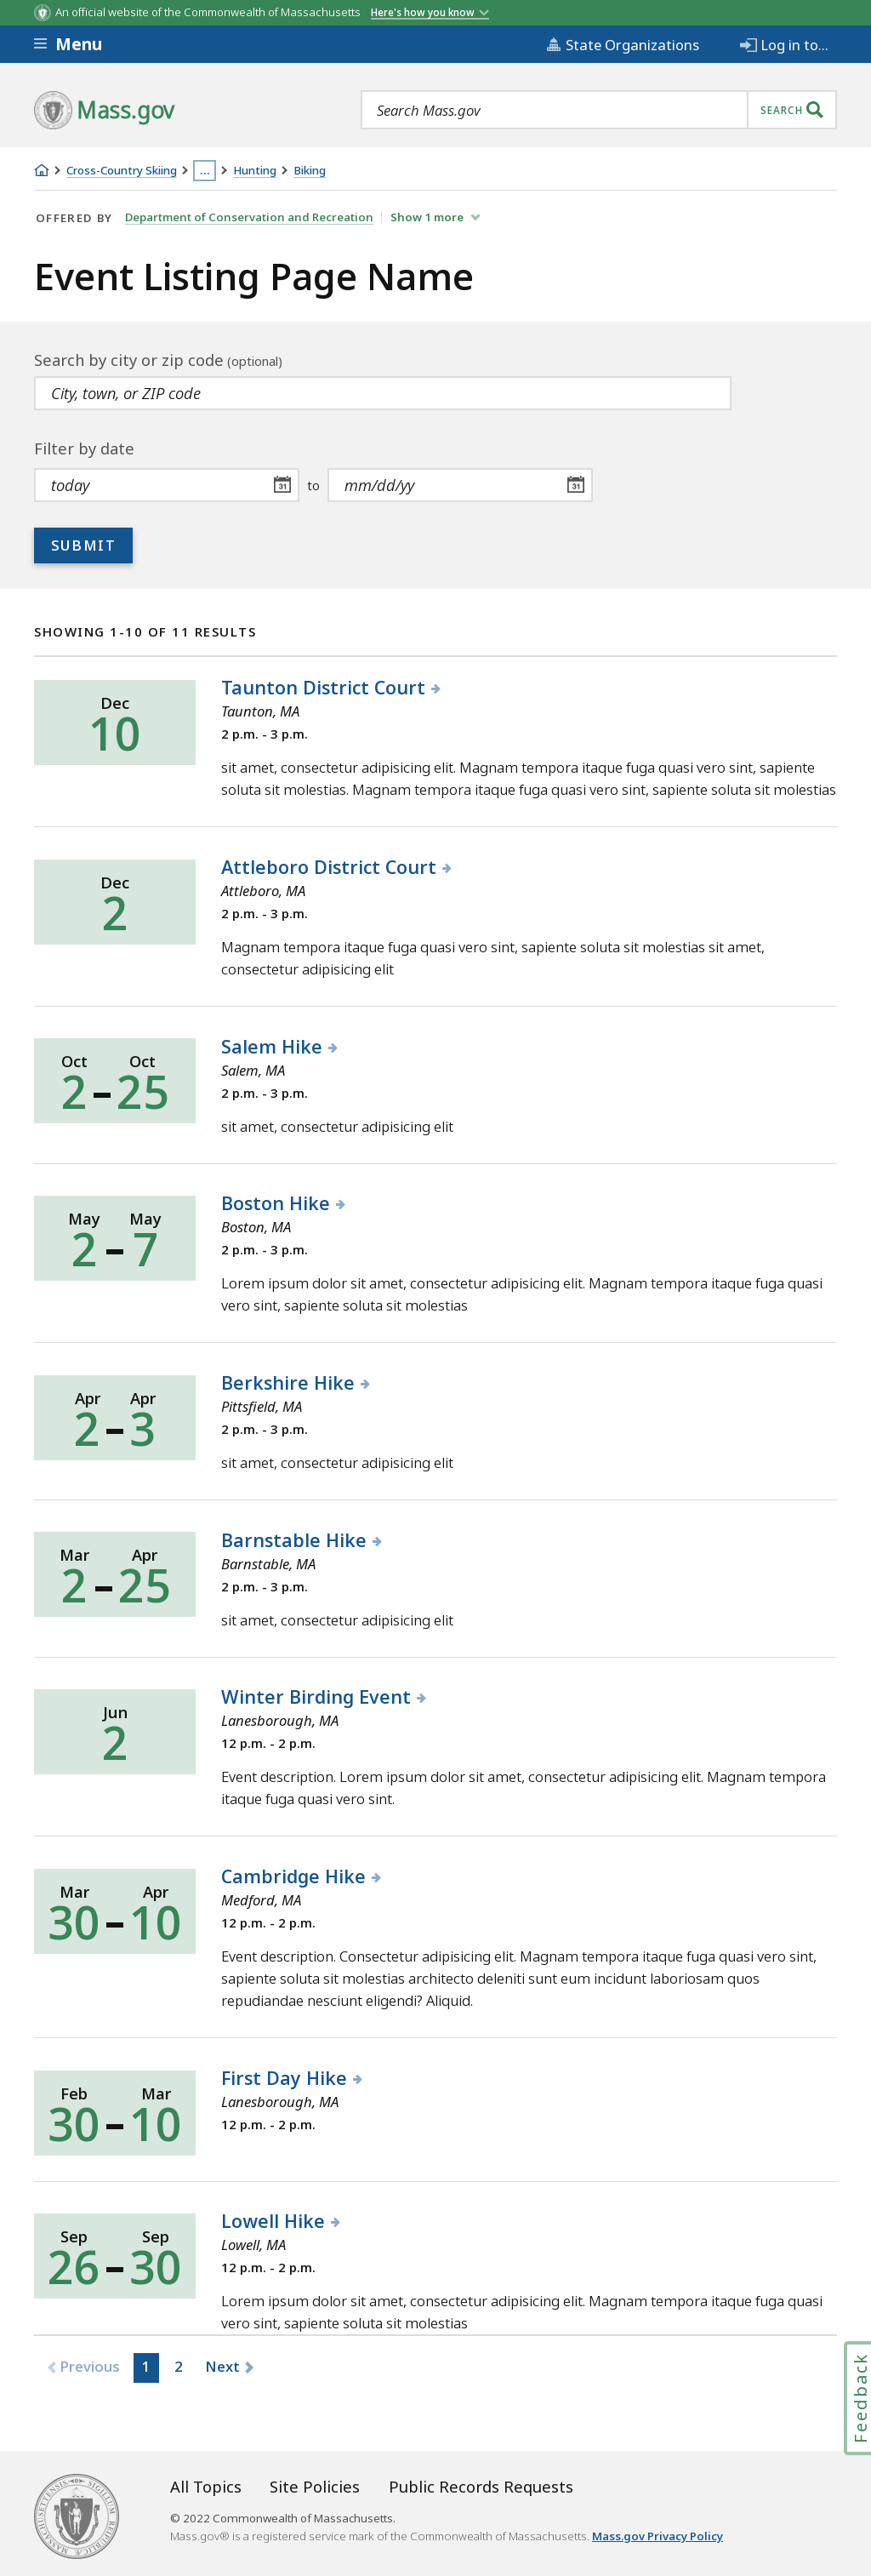 An official website of the Commonwealth of Massachusetts Here's how you know
Menu State Organizations Log in to...
Mass.gov Search Mass.gov SEARCH
Cross-Country Skiing ... Hunting Biking
OFFERED BY Department of Conservation and Recreation Show 1 more
Event Listing Page Name
Search by city or zip code (optional)
City, town, or ZIP code
Filter by date
today 31 to mm/dd/yy 31
SUBMIT
SHOWING 1-10 OF 11 RESULTS
Dec
10
Taunton District Court
Taunton, MA
2 p.m. - 3 p.m.
sit amet, consectetur adipisicing elit. Magnam tempora itaque fuga quasi vero sint, sapiente
soluta sit molestias. Magnam tempora itaque fuga quasi vero sint, sapiente soluta sit molestias
Dec
2
Attleboro District Court
Attleboro, MA
2 p.m. - 3 p.m.
Magnam tempora itaque fuga quasi vero sint, sapiente soluta sit molestias sit amet,
consectetur adipisicing elit
Oct Oct
2 – 25
Salem Hike
Salem, MA
2 p.m. - 3 p.m.
sit amet, consectetur adipisicing elit
May May
2 – 7
Boston Hike
Boston, MA
2 p.m. - 3 p.m.
Lorem ipsum dolor sit amet, consectetur adipisicing elit. Magnam tempora itaque fuga quasi
vero sint, sapiente soluta sit molestias
Apr Apr
2 – 3
Berkshire Hike
Pittsfield, MA
2 p.m. - 3 p.m.
sit amet, consectetur adipisicing elit
Mar Apr
2 – 25
Barnstable Hike
Barnstable, MA
2 p.m. - 3 p.m.
sit amet, consectetur adipisicing elit
Jun
2
Winter Birding Event
Lanesborough, MA
12 p.m. - 2 p.m.
Event description. Lorem ipsum dolor sit amet, consectetur adipisicing elit. Magnam tempora
itaque fuga quasi vero sint.
Mar Apr
30 – 10
Cambridge Hike
Medford, MA
12 p.m. - 2 p.m.
Event description. Consectetur adipisicing elit. Magnam tempora itaque fuga quasi vero sint,
sapiente soluta sit molestias architecto deleniti sunt eum incidunt laboriosam quos
repudiandae nesciunt eligendi? Aliquid.
Feb Mar
30 – 10
First Day Hike
Lanesborough, MA
12 p.m. - 2 p.m.
Sep Sep
26 – 30
Lowell Hike
Lowell, MA
12 p.m. - 2 p.m.
Lorem ipsum dolor sit amet, consectetur adipisicing elit. Magnam tempora itaque fuga quasi
vero sint, sapiente soluta sit molestias
Previous 1 2 Next
Feedback
All Topics Site Policies Public Records Requests
© 2022 Commonwealth of Massachusetts.
Mass.gov® is a registered service mark of the Commonwealth of Massachusetts. Mass.gov Privacy Policy